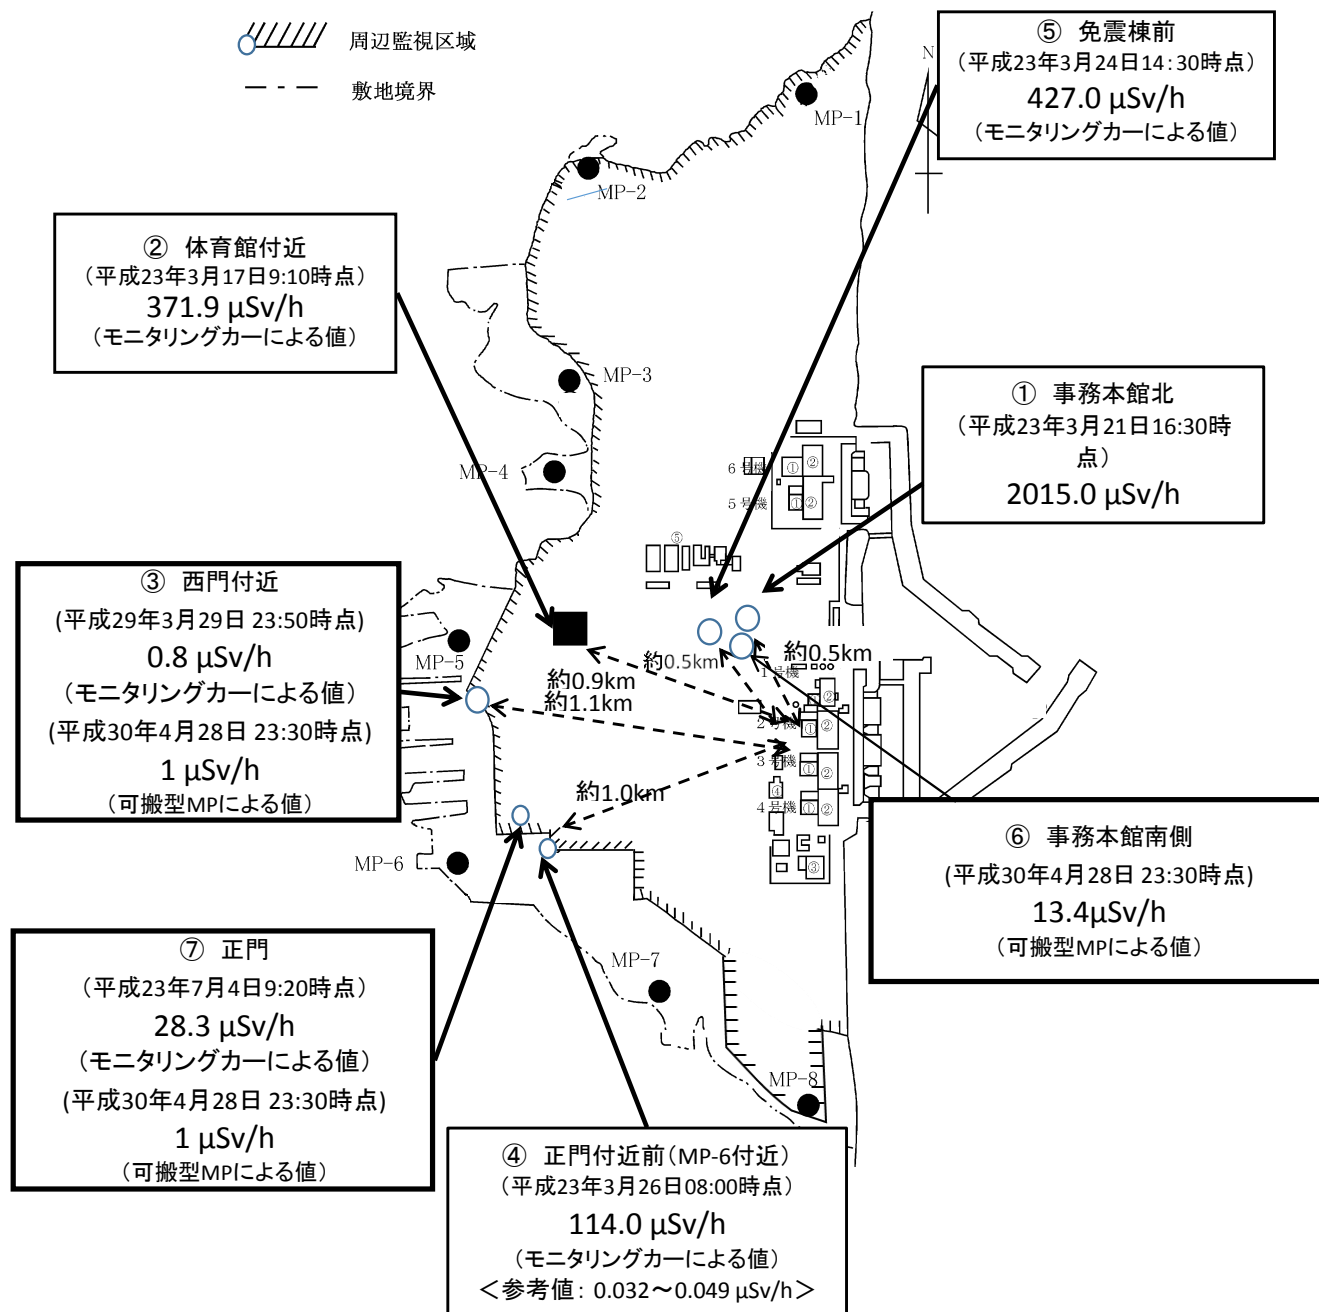 周辺監視区域
敷地境界
⑤ 免震棟前
(平成23年3月24日14:30時点)
427.0 μSv/h
(モニタリングカーによる値)
N
MP-1
MP-2
② 体育館付近
(平成23年3月17日9:10時点)
371.9 μSv/h
(モニタリングカーによる値)
MP-3
① 事務本館北
(平成23年3月21日16:30時
点)
2015.0 μSv/h
MP-4
6号機
①
②
5号機
①
②
⑤
③ 西門付近
(平成29年3月29日 23:50時点)
0.8 μSv/h
(モニタリングカーによる値)
(平成30年4月28日 23:30時点)
1 μSv/h
(可搬型MPによる値)
MP-5
約0.9km
約1.1km
約0.5km
約0.5km
1号機
②
2号機
①
②
3号機
①
②
④
4号機
①
②
③
約1.0km
MP-6
⑥ 事務本館南側
(平成30年4月28日 23:30時点)
13.4μSv/h
(可搬型MPによる値)
⑦ 正門
(平成23年7月4日9:20時点)
28.3 μSv/h
(モニタリングカーによる値)
(平成30年4月28日 23:30時点)
1 μSv/h
(可搬型MPによる値)
MP-7
MP-8
④ 正門付近前(MP-6付近)
(平成23年3月26日08:00時点)
114.0 μSv/h
(モニタリングカーによる値)
<参考値: 0.032~0.049 μSv/h>